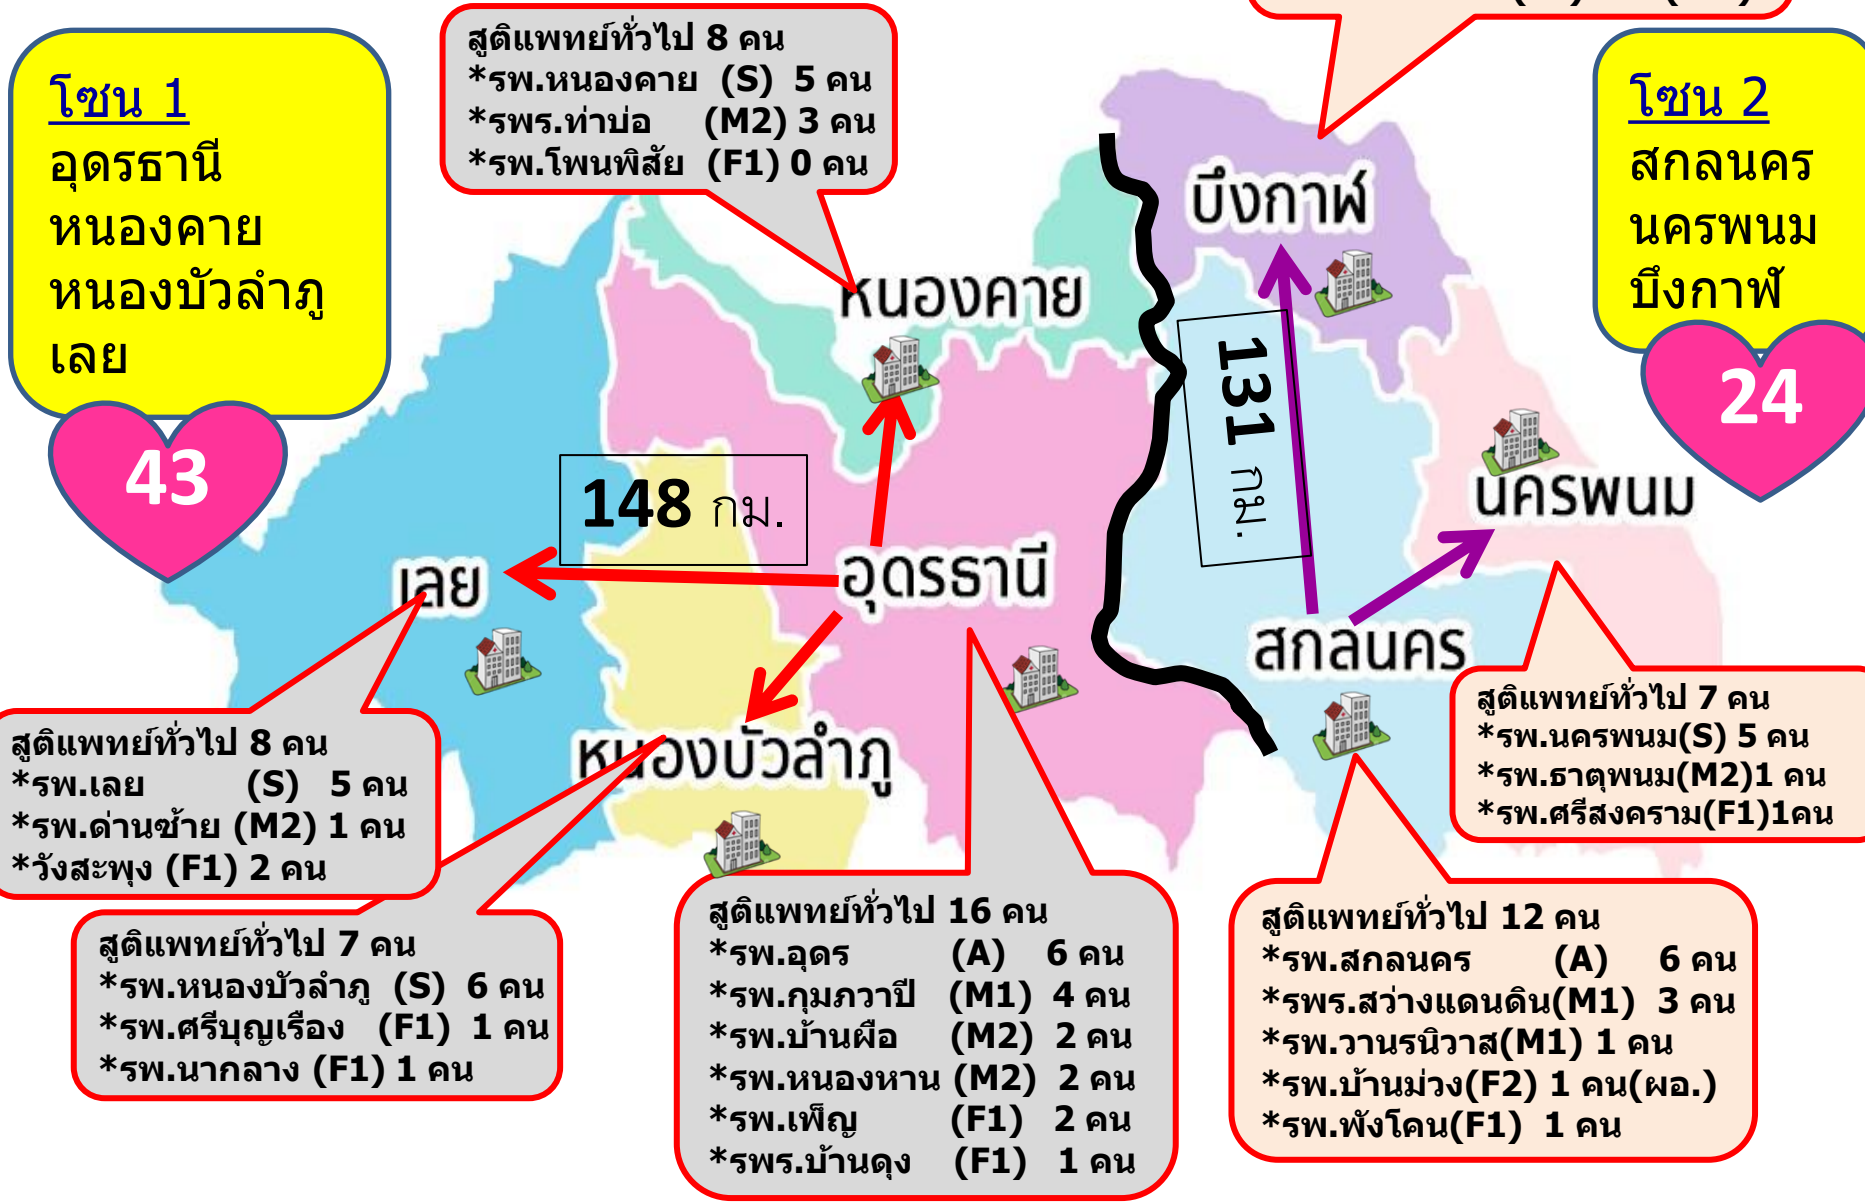 โซน 1
อุดรธานี
หนองคาย
หนองบัวลำภู
เลย
43
สูติแพทย์ทั่วไป 8 คน
*รพ.หนองคาย (S) 5 คน
*รพร.ท่าบ่อ (M2) 3 คน
*รพ.โพนพิสัย (F1) 0 คน
โซน 2
สกลนคร
นครพนม
บึงกาฬ
24
บึงกาฬ
หนองคาย
131 กม.
148 กม.
นครพนม
เลย
อุดรธานี
สกลนคร
หนองบัวลำภู
สูติแพทย์ทั่วไป 8 คน
*รพ.เลย (S) 5 คน
*รพ.ด่านซ้าย (M2) 1 คน
*วังสะพุง (F1) 2 คน
สูติแพทย์ทั่วไป 7 คน
*รพ.นครพนม(S) 5 คน
*รพ.ธาตุพนม(M2)1 คน
*รพ.ศรีสงคราม(F1)1คน
สูติแพทย์ทั่วไป 7 คน
*รพ.หนองบัวลำภู (S) 6 คน
*รพ.ศรีบุญเรือง (F1) 1 คน
*รพ.นากลาง (F1) 1 คน
สูติแพทย์ทั่วไป 16 คน
*รพ.อุดร (A) 6 คน
*รพ.กุมภวาปี (M1) 4 คน
*รพ.บ้านผือ (M2) 2 คน
*รพ.หนองหาน (M2) 2 คน
*รพ.เพ็ญ (F1) 2 คน
*รพร.บ้านดุง (F1) 1 คน
สูติแพทย์ทั่วไป 12 คน
*รพ.สกลนคร (A) 6 คน
*รพร.สว่างแดนดิน(M1) 3 คน
*รพ.วานรนิวาส(M1) 1 คน
*รพ.บ้านม่วง(F2) 1 คน(ผอ.)
*รพ.พังโคน(F1) 1 คน